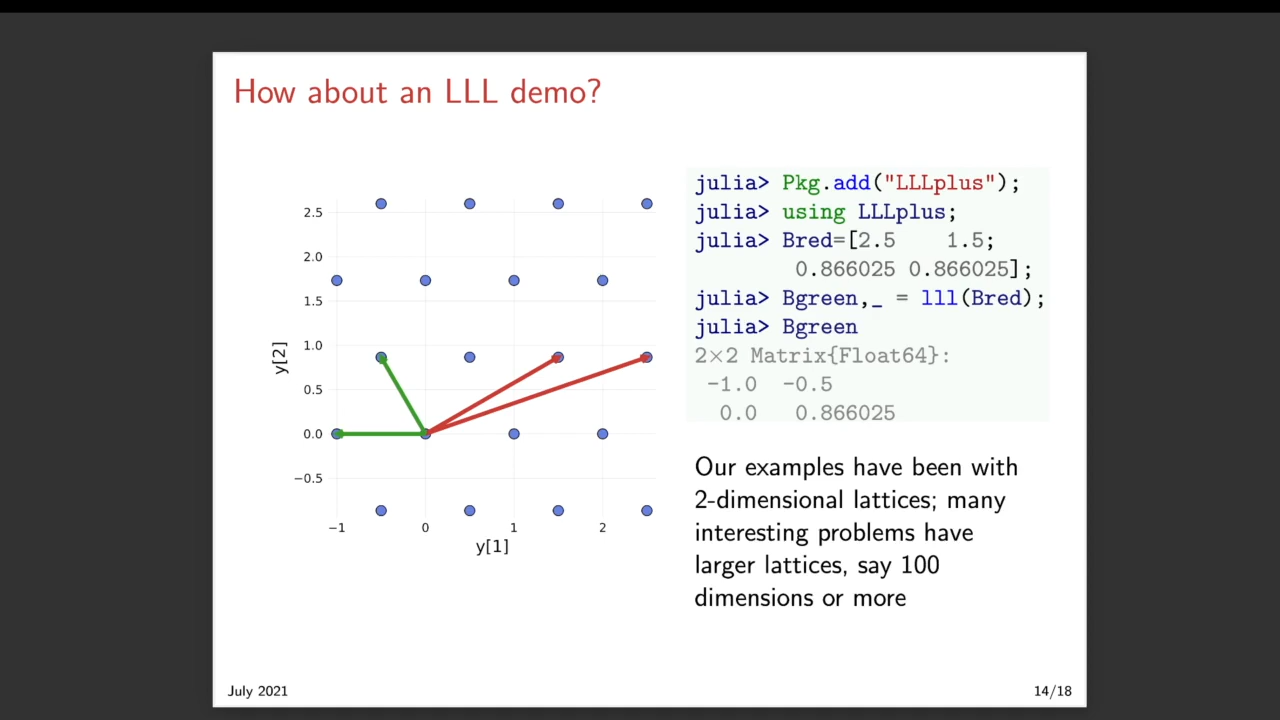 How about an LLL demo?
2.5
2.0
1.5
1.0
0.5
0.0
−0.5
−1 0 1 2
y[1]
y[2]
julia> Pkg.add("LLLplus");
julia> using LLLplus;
julia> Bred=[2.5 1.5;
0.866025 0.866025];
julia> Bgreen,_ = lll(Bred);
julia> Bgreen
2×2 Matrix{Float64}:
−1.0 −0.5
0.0 0.866025
Our examples have been with
2-dimensional lattices; many
interesting problems have
larger lattices, say 100
dimensions or more
July 2021
14/18